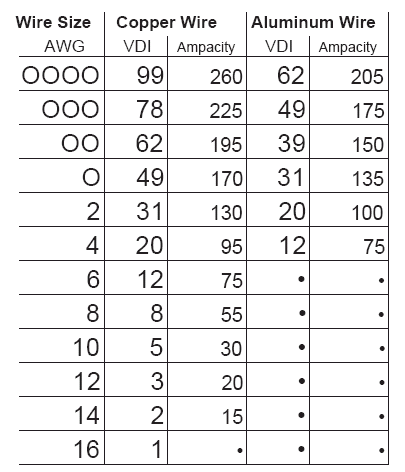 Wire Size Copper Wire Aluminum Wire
AWG VDI Ampacity VDI Ampacity
OOOO 99 260 62 205
OOO 78 225 49 175
OO 62 195 39 150
O 49 170 31 135
2 31 130 20 100
4 20 95 12 75
6 12 75 • •
8 8 55 • •
10 5 30 • •
12 3 20 • •
14 2 15 • •
16 1 • • •